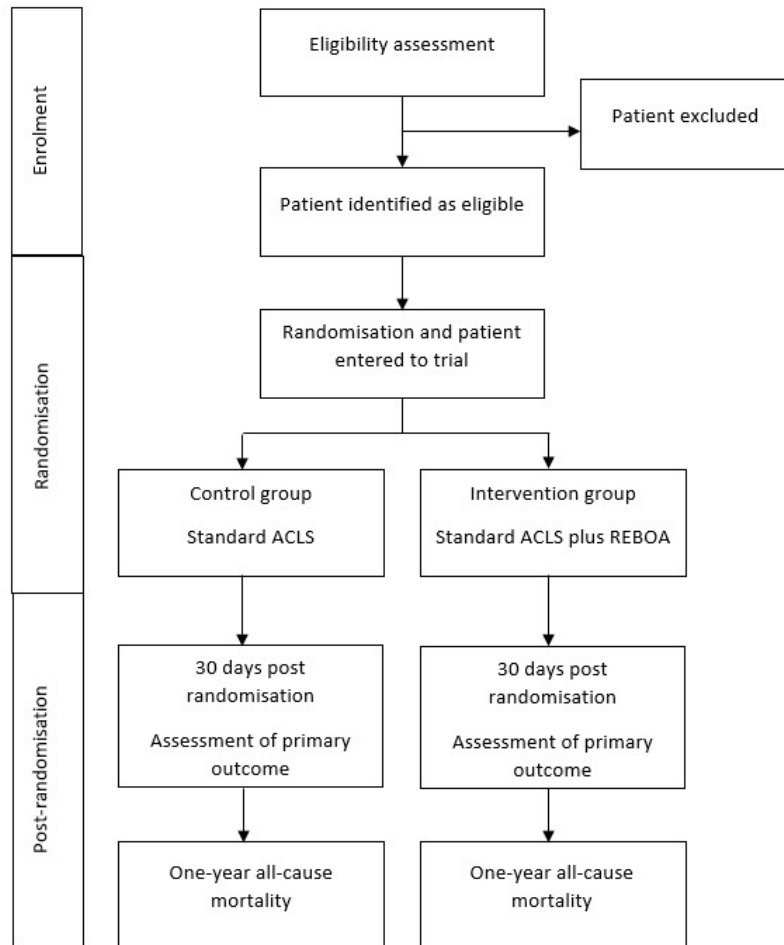 Enrolment
Eligibility assessment
Patient excluded
Patient identified as eligible
Randomisation
Randomisation and patient
entered to trial
Control group
Standard ACLS
Intervention group
Standard ACLS plus REBOA
Post-randomisation
30 days post
randomisation
Assessment of primary
outcome
30 days post
randomisation
Assessment of primary
outcome
One-year all-cause
mortality
One-year all-cause
mortality